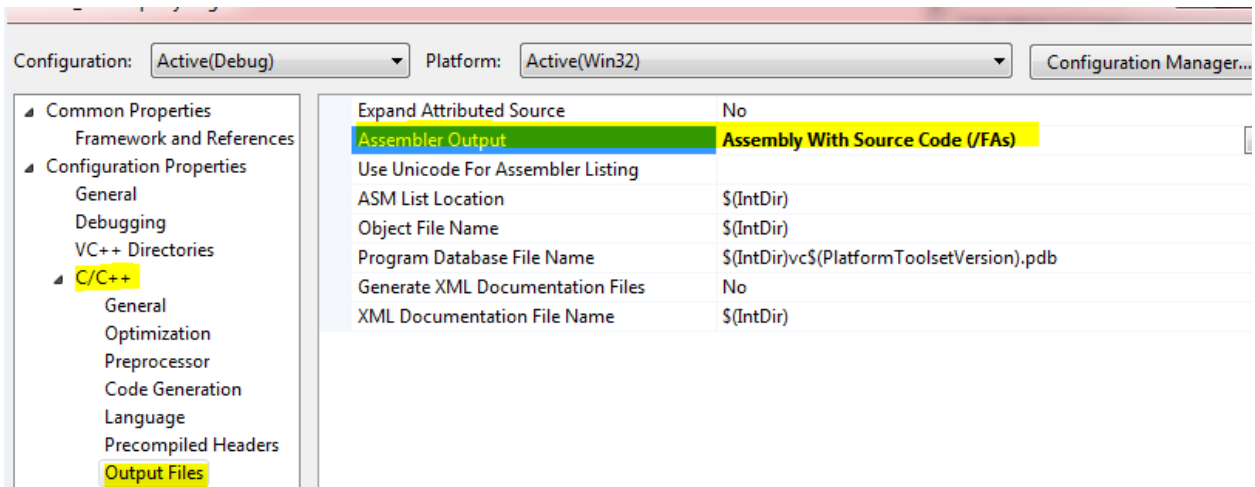 Configuration: Active(Debug) Platform: Active(Win32) Configuration Manager...
Common Properties
Framework and References
Configuration Properties
General
Debugging
VC++ Directories
C/C++
General
Optimization
Preprocessor
Code Generation
Language
Precompiled Headers
Output Files
Expand Attributed Source No
Assembler Output Assembly With Source Code (/FAs)
Use Unicode For Assembler Listing
ASM List Location $(IntDir)
Object File Name $(IntDir)
Program Database File Name $(IntDir)vc$(PlatformToolsetVersion).pdb
Generate XML Documentation Files No
XML Documentation File Name $(IntDir)